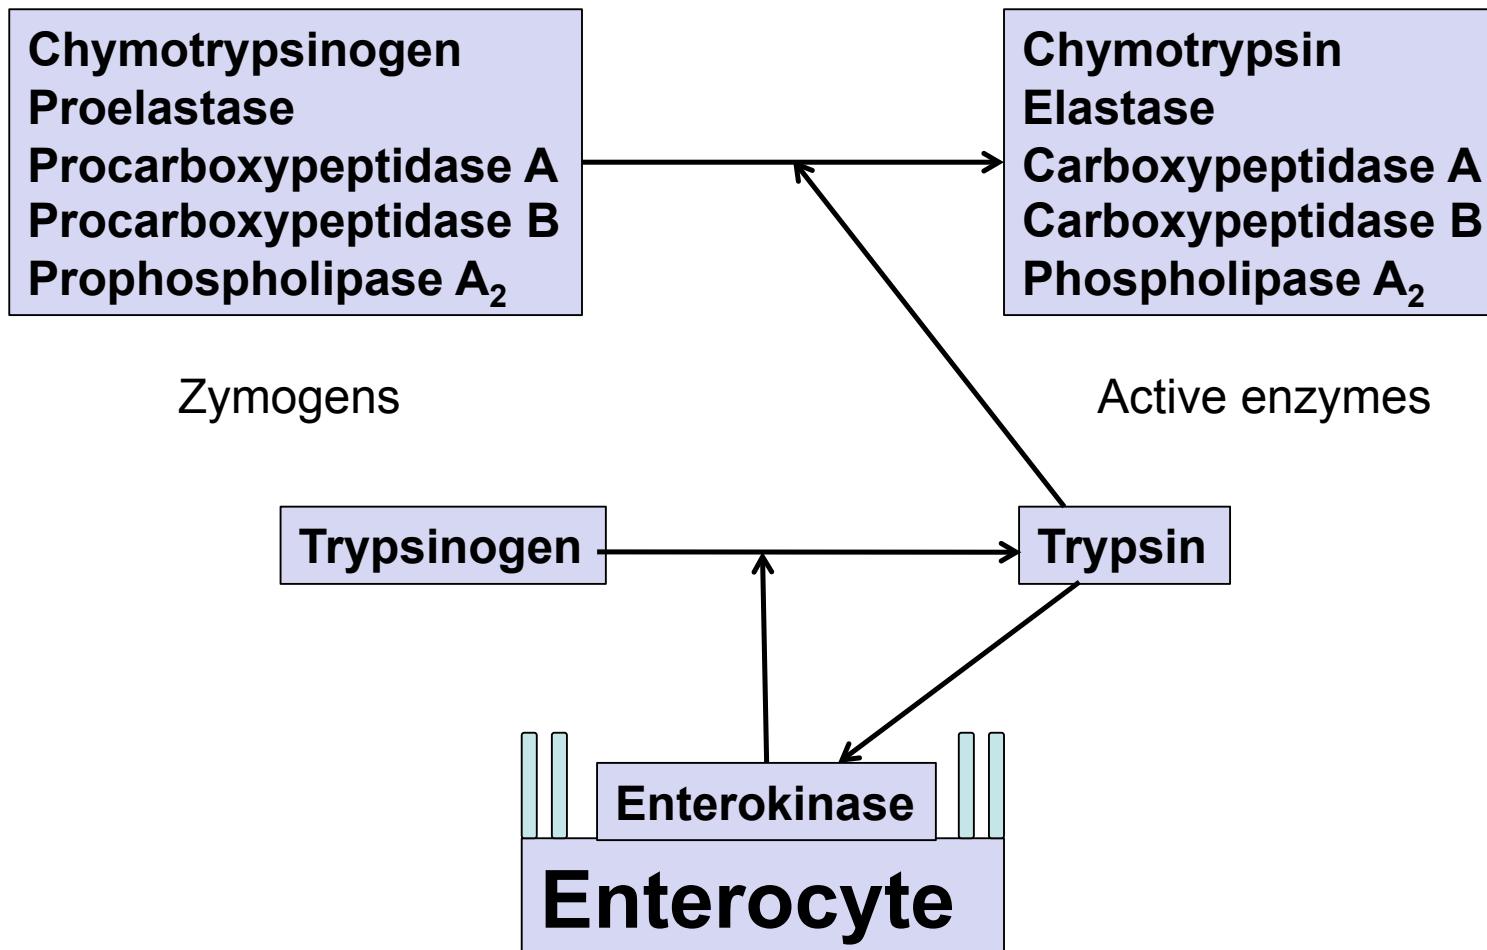 Chymotrypsinogen
Proelastase
Procarboxypeptidase A
Procarboxypeptidase B
Prophospholipase A₂
Chymotrypsin
Elastase
Carboxypeptidase A
Carboxypeptidase B
Phospholipase A₂
Zymogens
Active enzymes
Trypsinogen
Trypsin
Enterokinase
Enterocyte